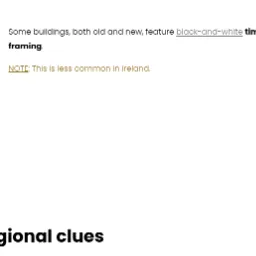 Some buildings, both old and new, feature black-and-white tim
framing.
NOTE: This is less common in Ireland.
gional clues